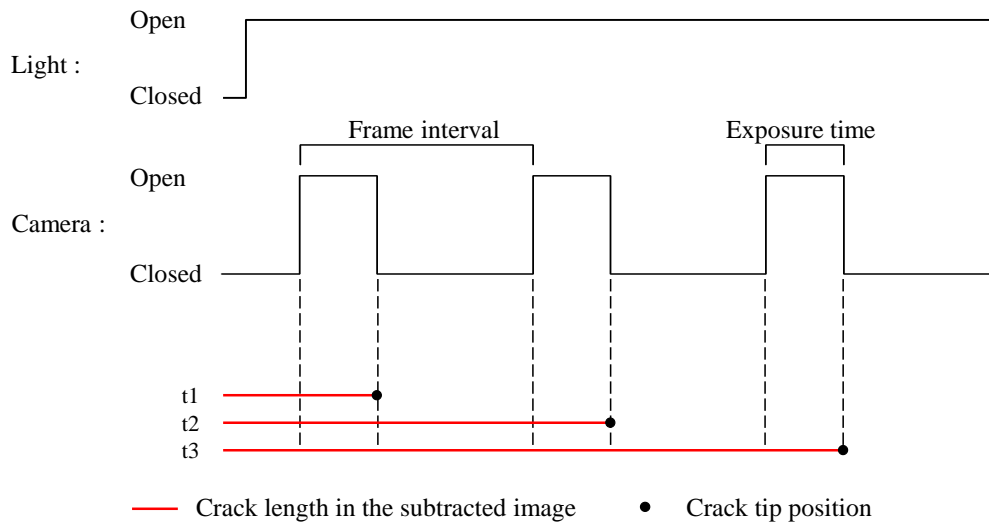 Open
Light :
Closed
Frame interval
Exposure time
Open
Camera :
Closed
t1
t2
t3
Crack length in the subtracted image
Crack tip position